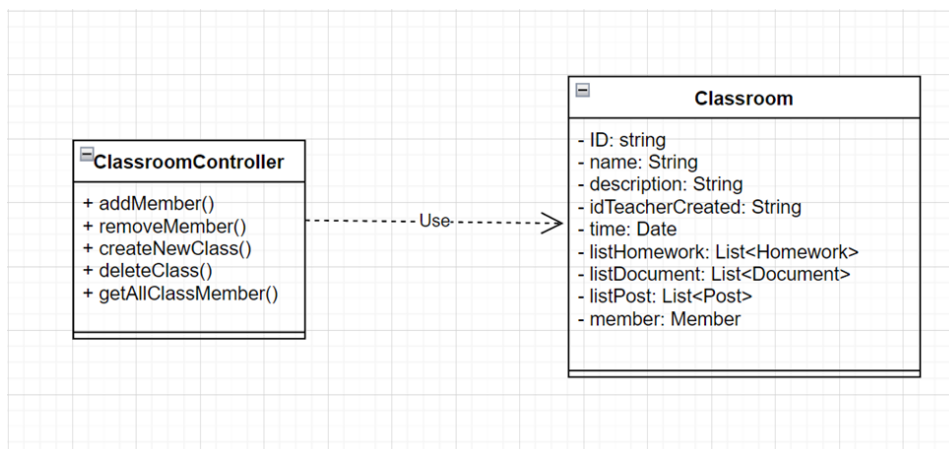 ClassroomController
+ addMember()
+ removeMember()
+ createNewClass()
+ deleteClass()
+ getAllClassMember()
Use
Classroom
- ID: string
- name: String
- description: String
- idTeacherCreated: String
- time: Date
- listHomework: List<Homework>
- listDocument: List<Document>
- listPost: List<Post>
- member: Member